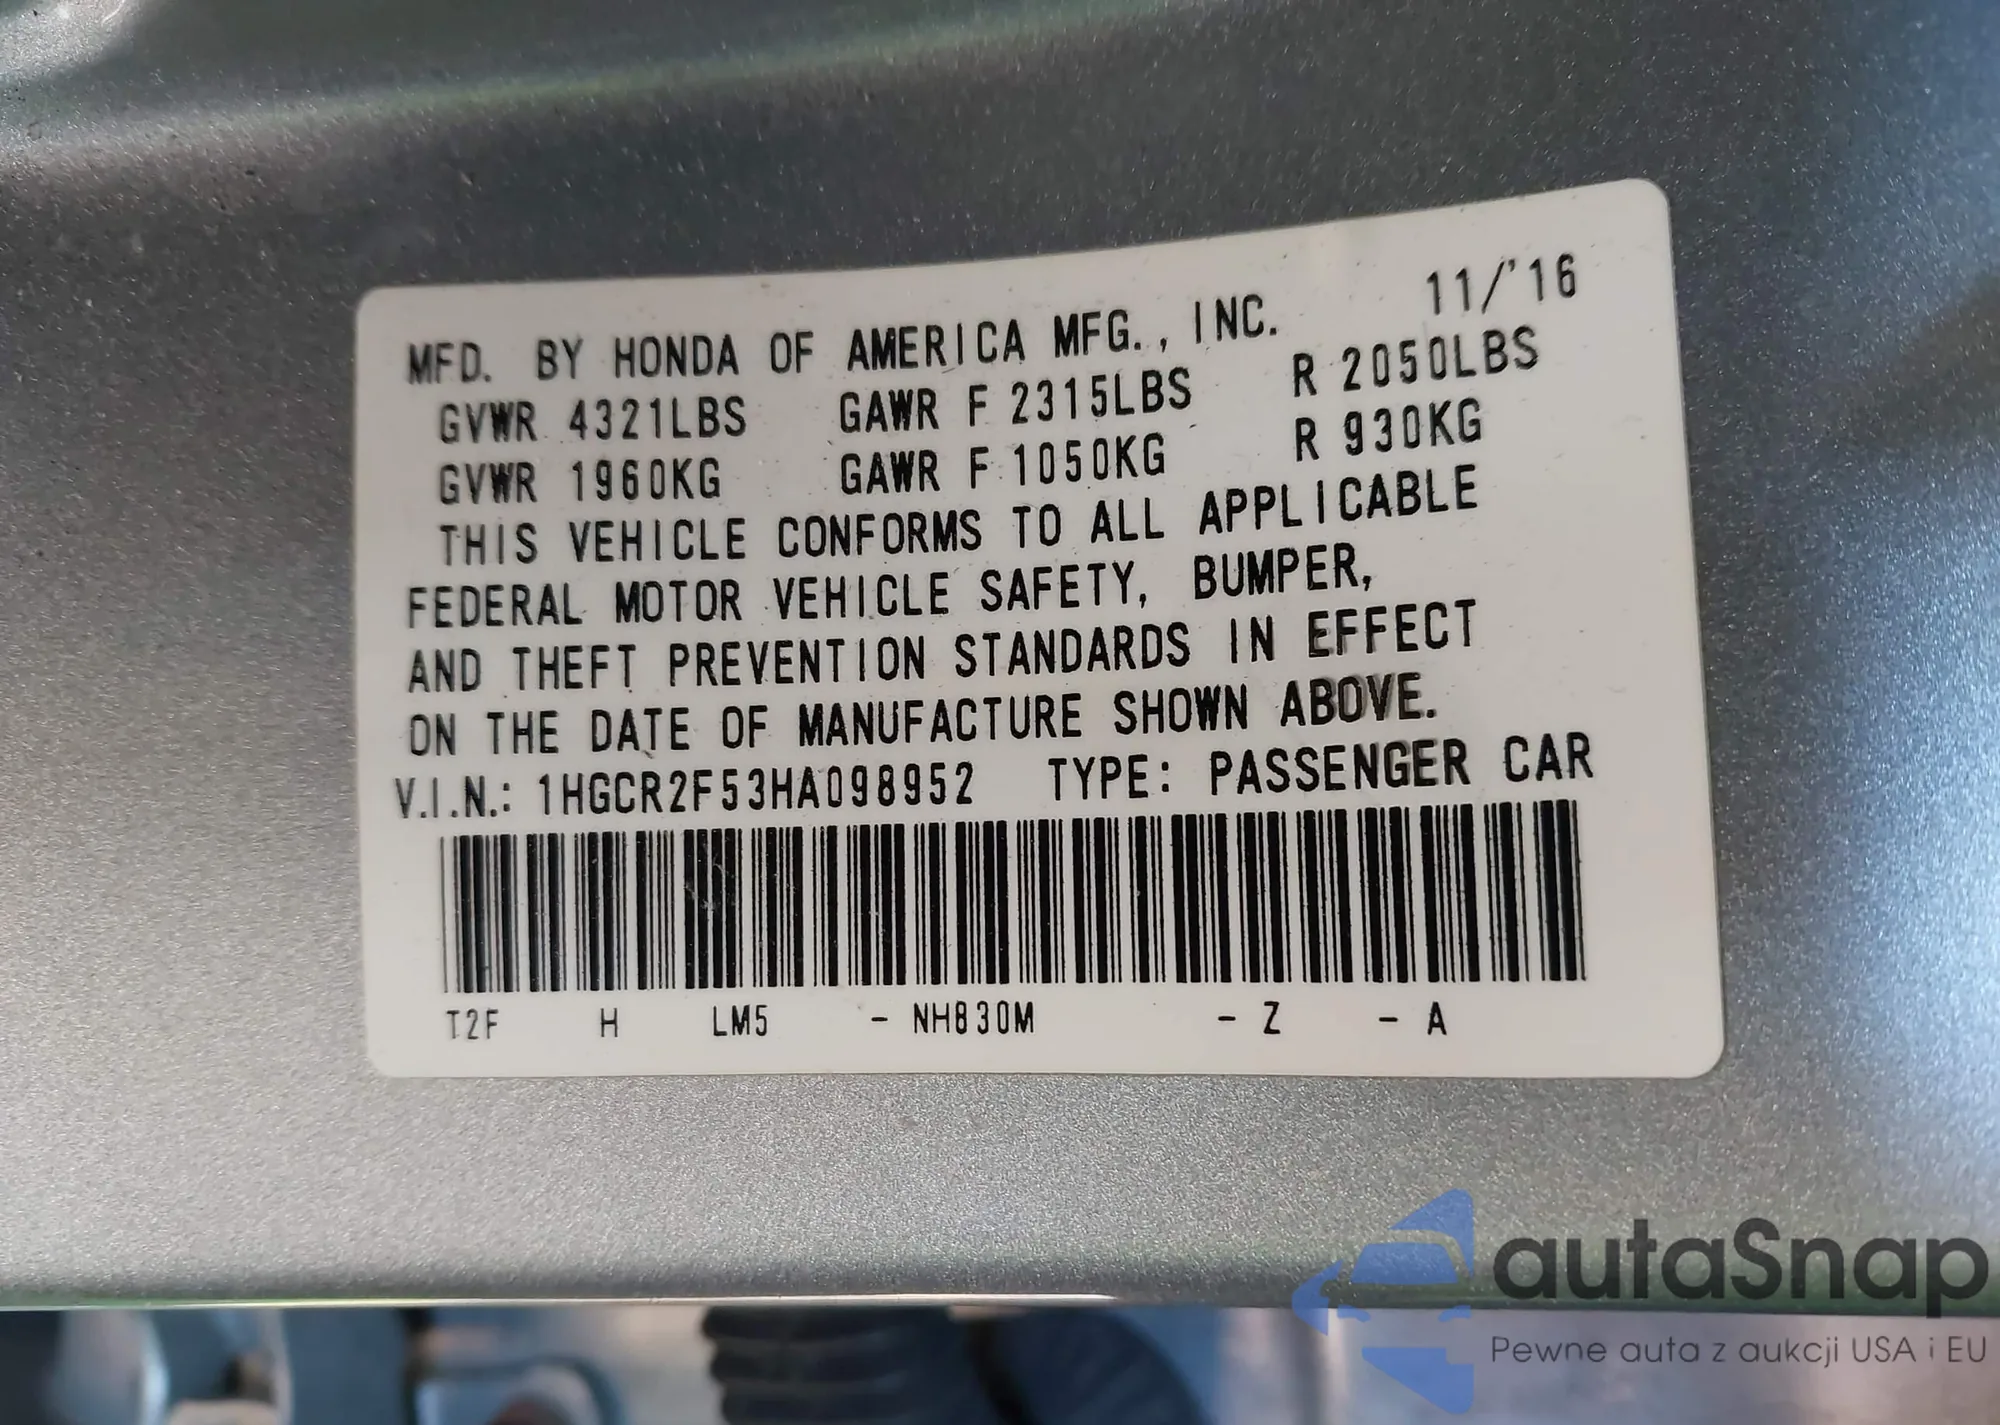 MFD. BY HONDA OF AMERICA MFG., INC. 11/'16
GVWR 4321LBS GAWR F 2315LBS R 2050LBS
GVWR 1960KG GAWR F 1050KG R 930KG
THIS VEHICLE CONFORMS TO ALL APPLICABLE
FEDERAL MOTOR VEHICLE SAFETY, BUMPER,
AND THEFT PREVENTION STANDARDS IN EFFECT
ON THE DATE OF MANUFACTURE SHOWN ABOVE.
V.I.N.: 1HGCR2F53HA098952 TYPE: PASSENGER CAR
T2F H LM5 - NH830M - Z - A
autaSnap
Pewne auta z aukcji USA i EU